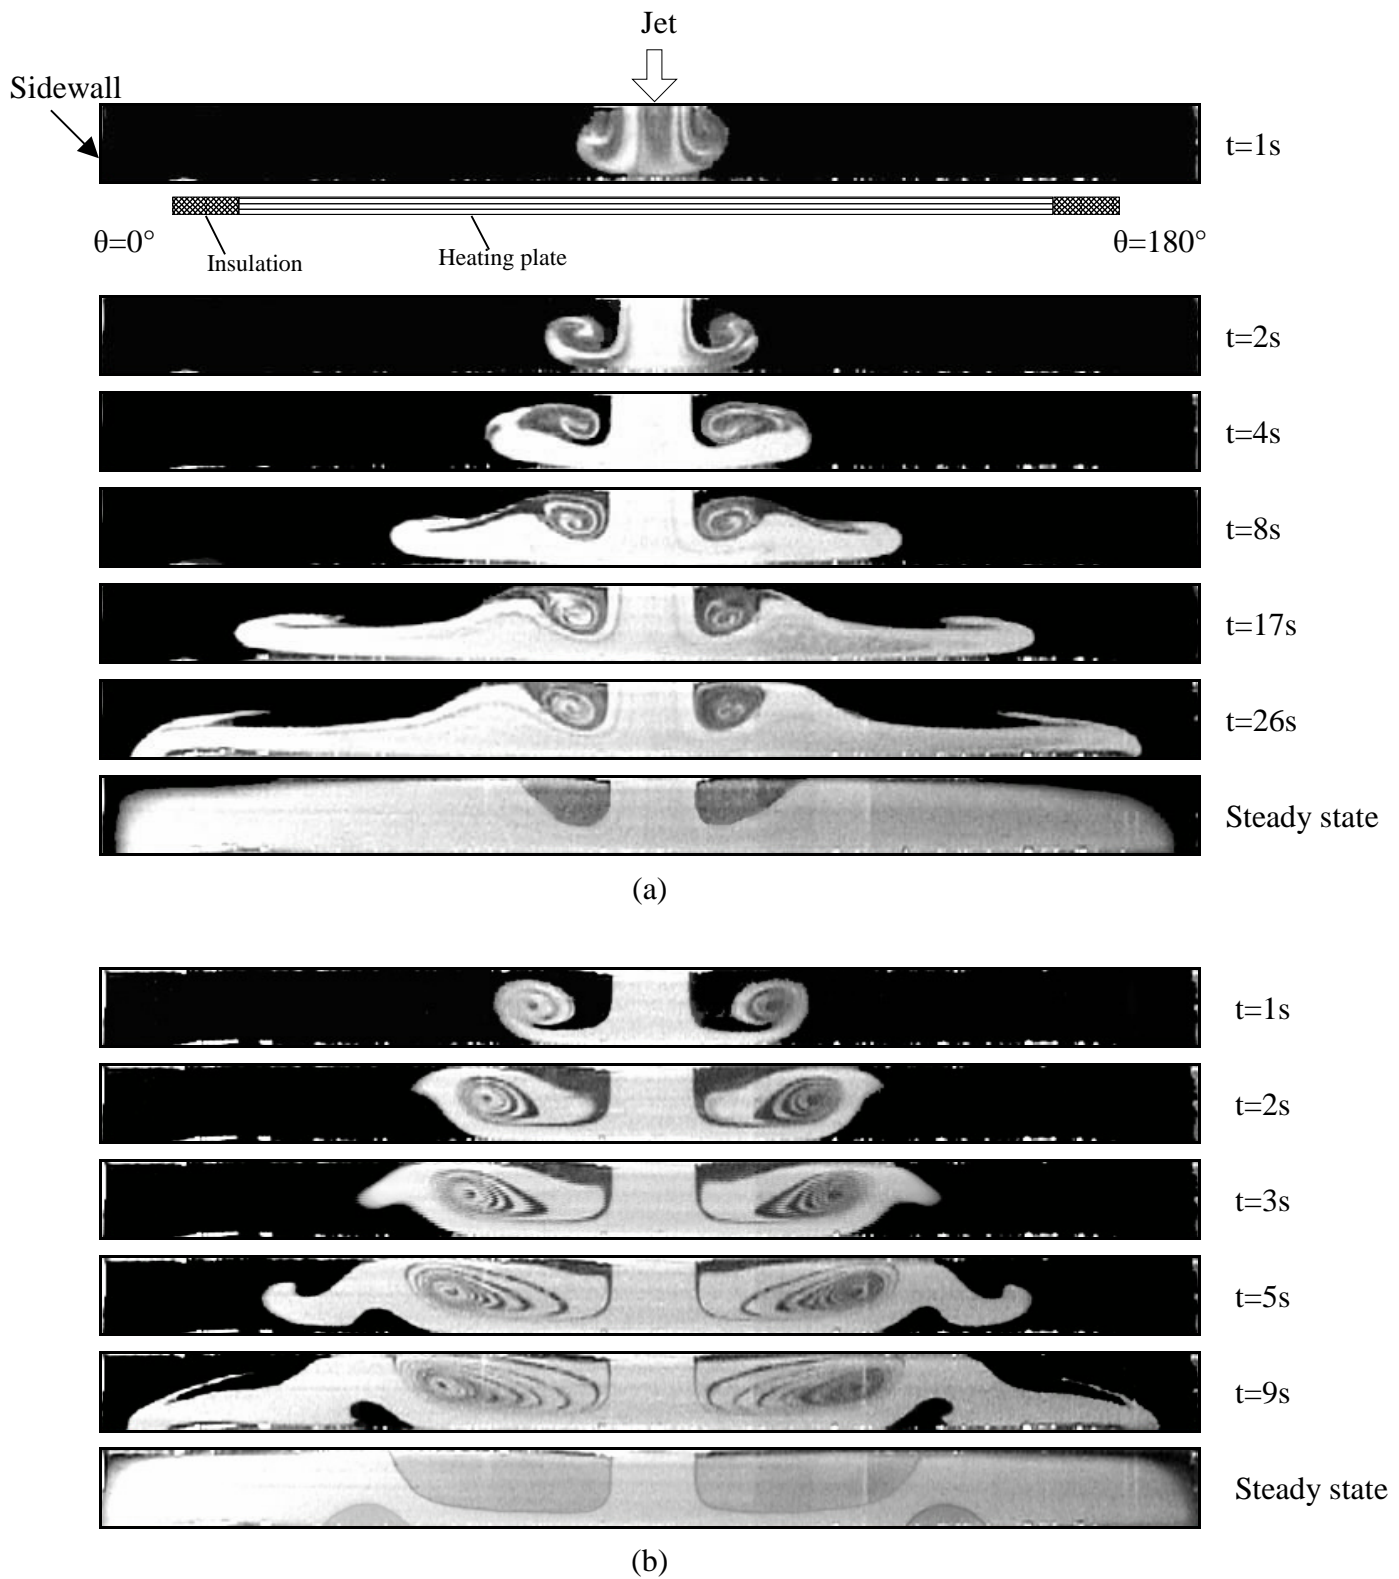 Jet
Sidewall
t=1s
θ=0°
θ=180°
Insulation
Heating plate
t=2s
t=4s
t=8s
t=17s
t=26s
Steady state
(a)
t=1s
t=2s
t=3s
t=5s
t=9s
Steady state
(b)